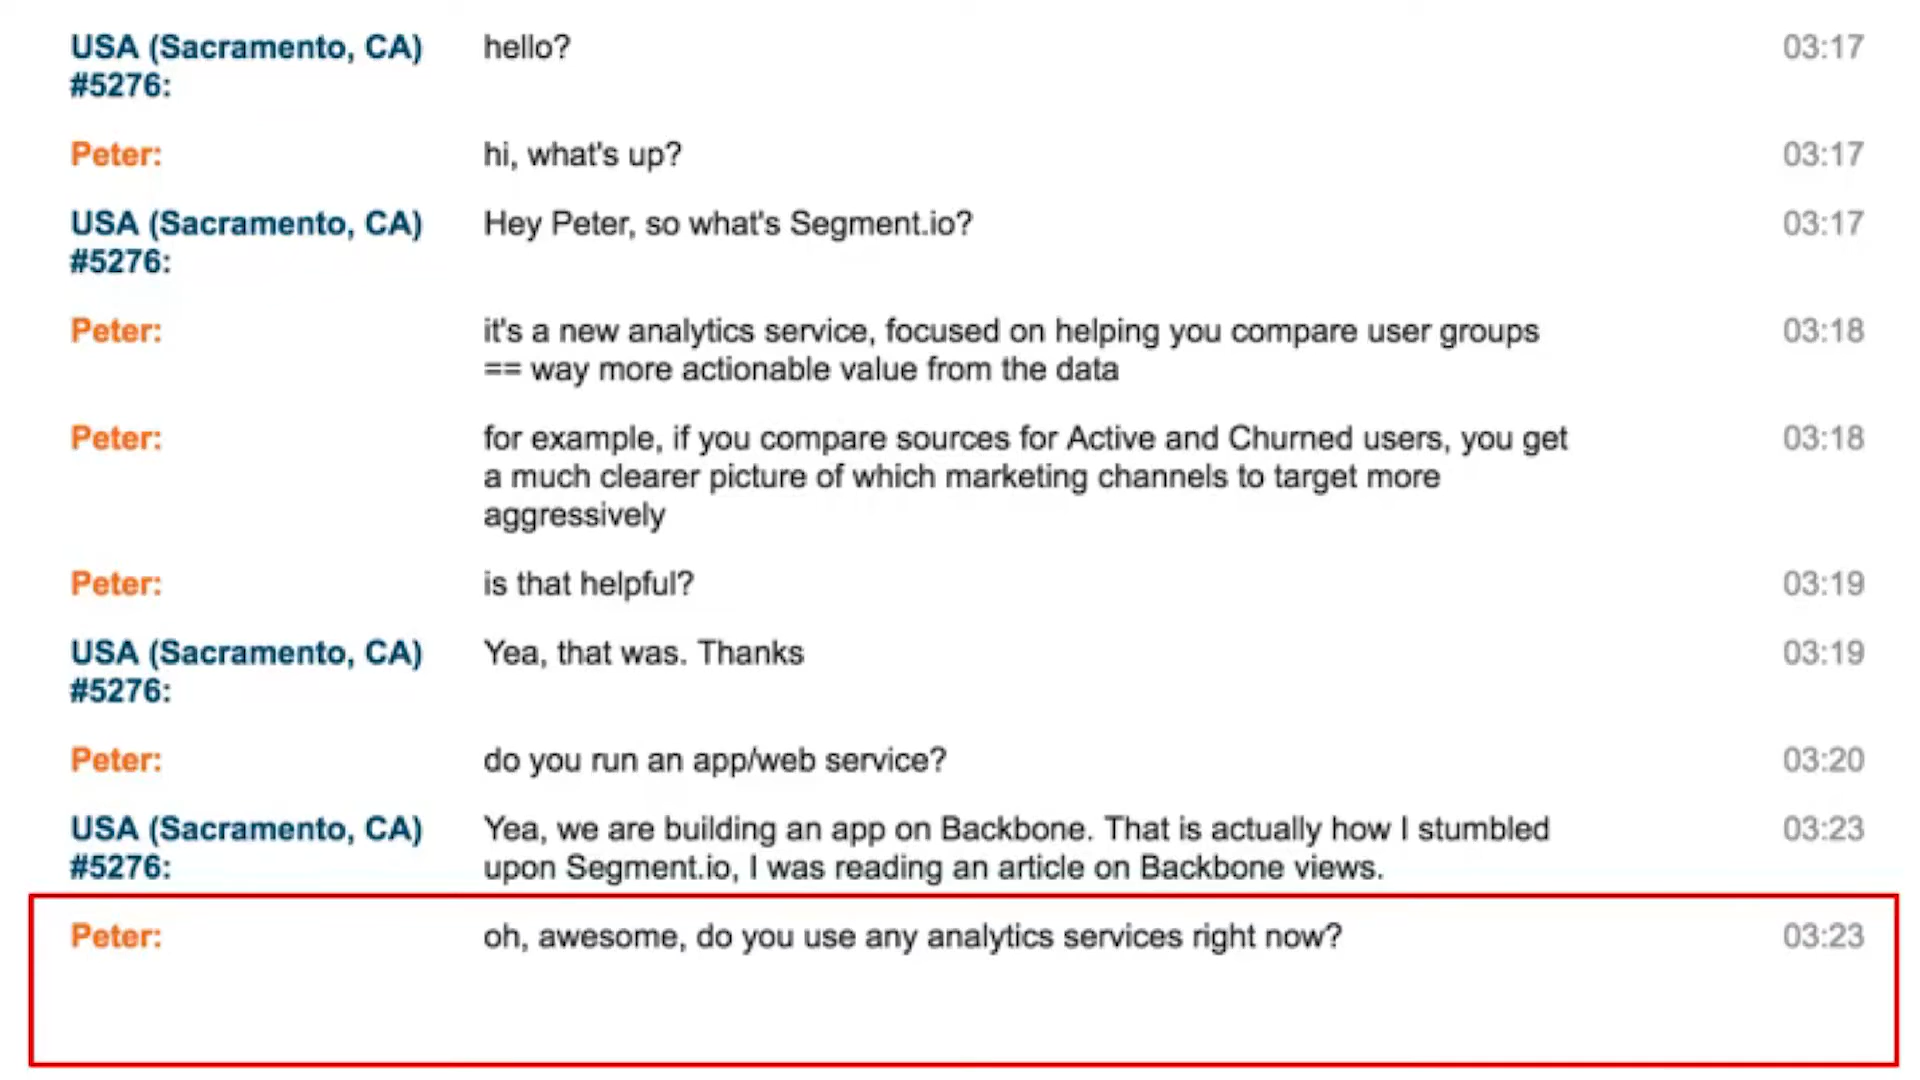 USA (Sacramento, CA) hello? 03:17
#5276:
Peter: hi, what's up? 03:17
USA (Sacramento, CA) Hey Peter, so what's Segment.io? 03:17
#5276:
Peter: it's a new analytics service, focused on helping you compare user groups 03:18
== way more actionable value from the data
Peter: for example, if you compare sources for Active and Churned users, you get 03:18
a much clearer picture of which marketing channels to target more
aggressively
Peter: is that helpful? 03:19
USA (Sacramento, CA) Yea, that was. Thanks 03:19
#5276:
Peter: do you run an app/web service? 03:20
USA (Sacramento, CA) Yea, we are building an app on Backbone. That is actually how I stumbled 03:23
#5276: upon Segment.io, I was reading an article on Backbone views.
Peter: oh, awesome, do you use any analytics services right now? 03:23